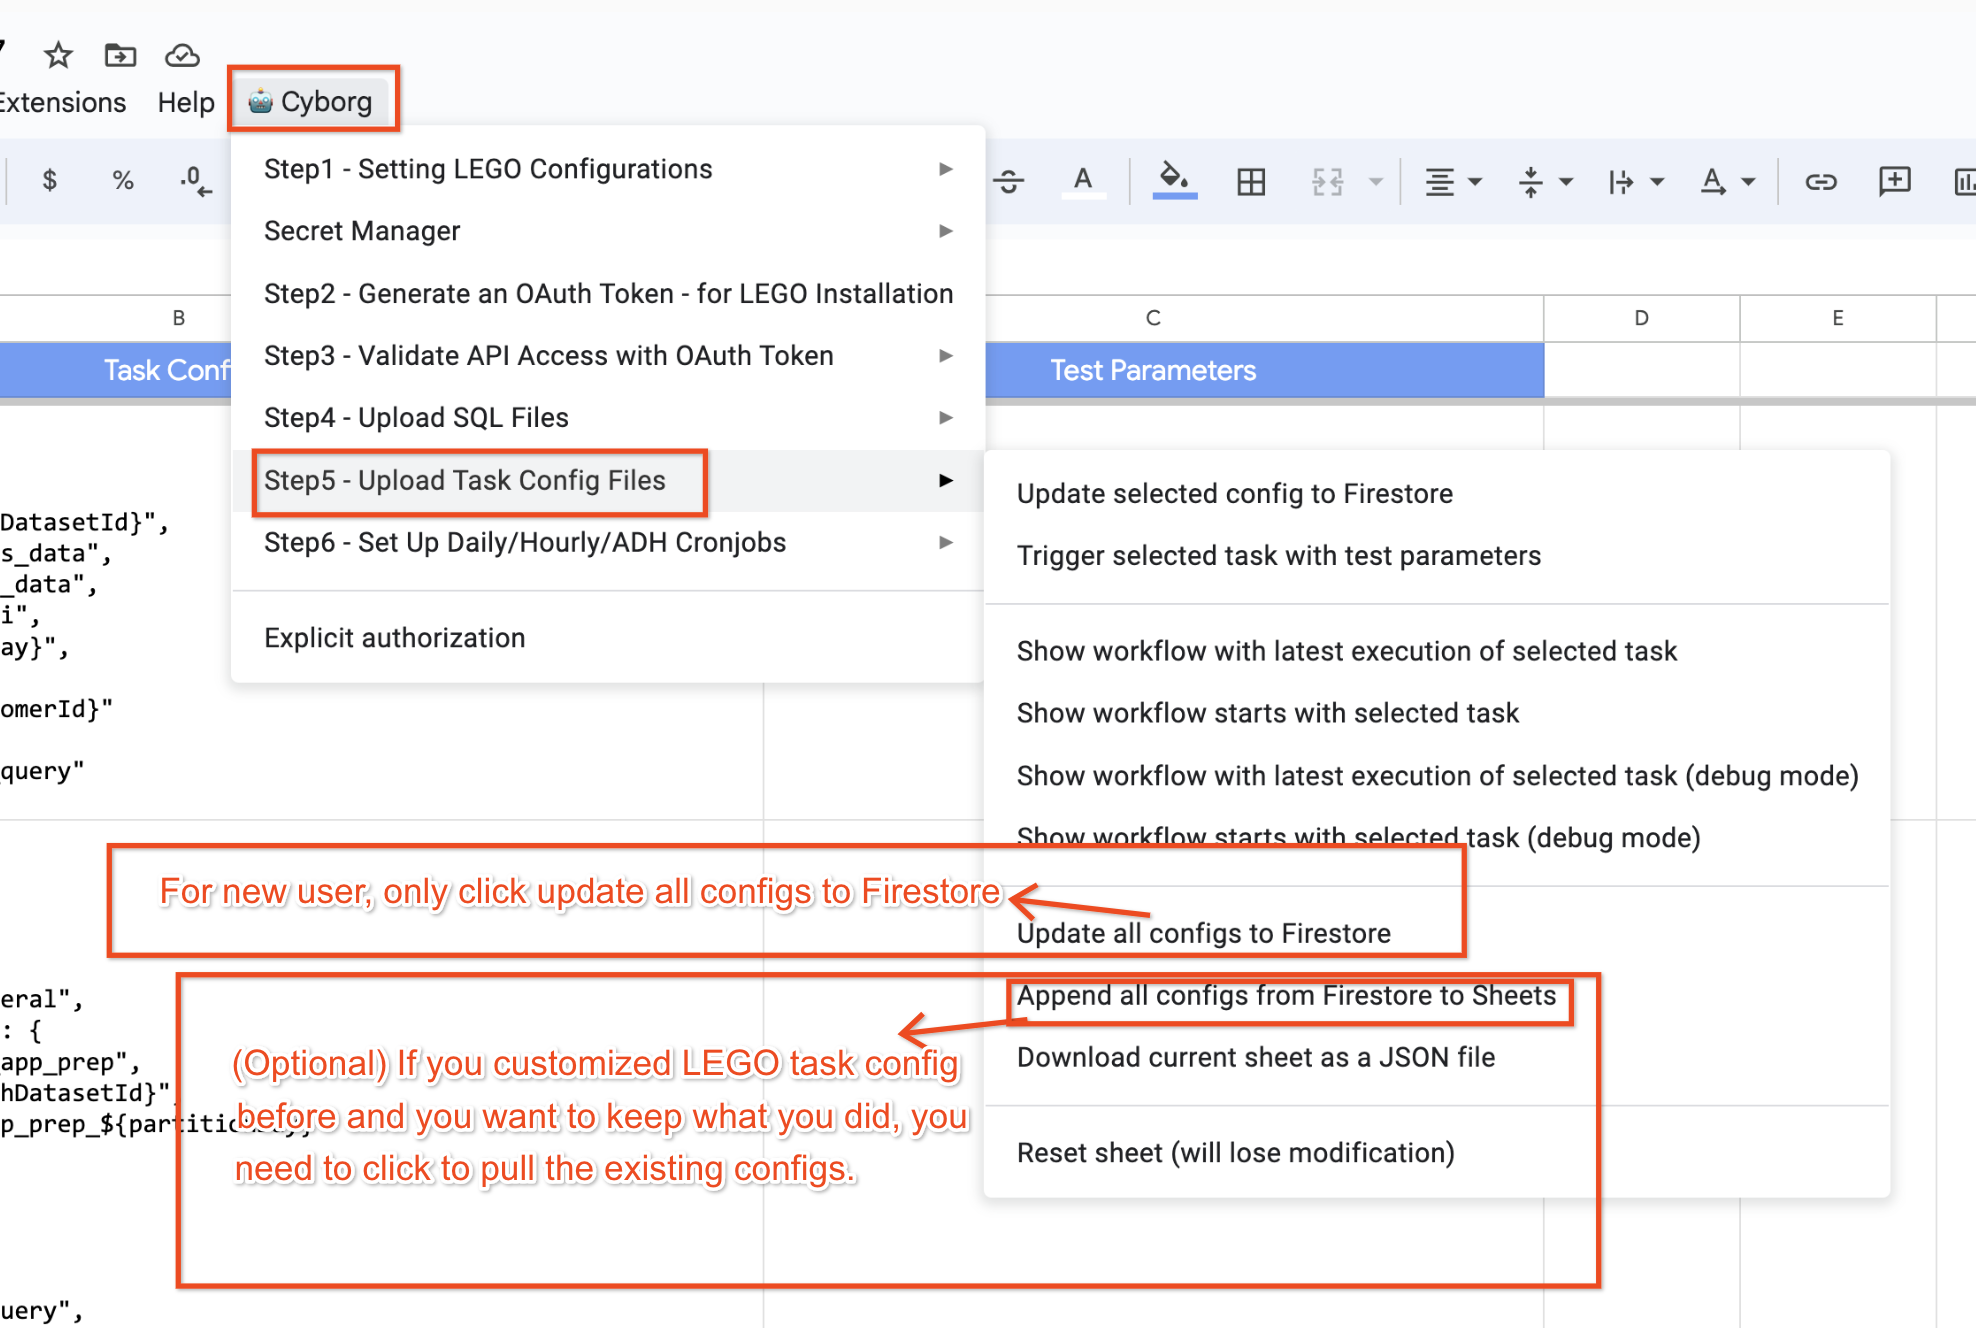 Extensions Help Cyborg
$ % .0
A
A
Step1 - Setting LEGO Configurations
Secret Manager
Step2 - Generate an OAuth Token - for LEGO Installation
Step3 - Validate API Access with OAuth Token
Step4 - Upload SQL Files
Step5 - Upload Task Config Files
Step6 - Set Up Daily/Hourly/ADH Cronjobs
Explicit authorization
B C D E
Task Conf
Test Parameters
DatasetId}",
s_data",
_data",
i",
ay}",
omerId}"
query"
Update selected config to Firestore
Trigger selected task with test parameters
Show workflow with latest execution of selected task
Show workflow starts with selected task
Show workflow with latest execution of selected task (debug mode)
Show workflow starts with selected task (debug mode)
For new user, only click update all configs to Firestore
Update all configs to Firestore
Append all configs from Firestore to Sheets
Download current sheet as a JSON file
Reset sheet (will lose modification)
(Optional) If you customized LEGO task config
before and you want to keep what you did, you
need to click to pull the existing configs.
eral",
: {
app_prep",
hDatasetId}",
p_prep_${partitio
uery",